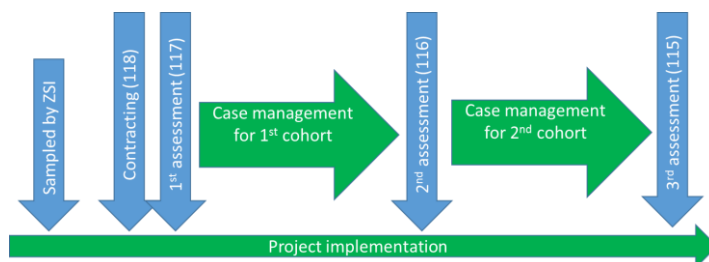 Sampled by ZSI
Contracting (118)
1st assessment (117)
Case management
for 1st cohort
2nd assessment (116)
Case management
for 2nd cohort
3rd assessment (115)
Project implementation